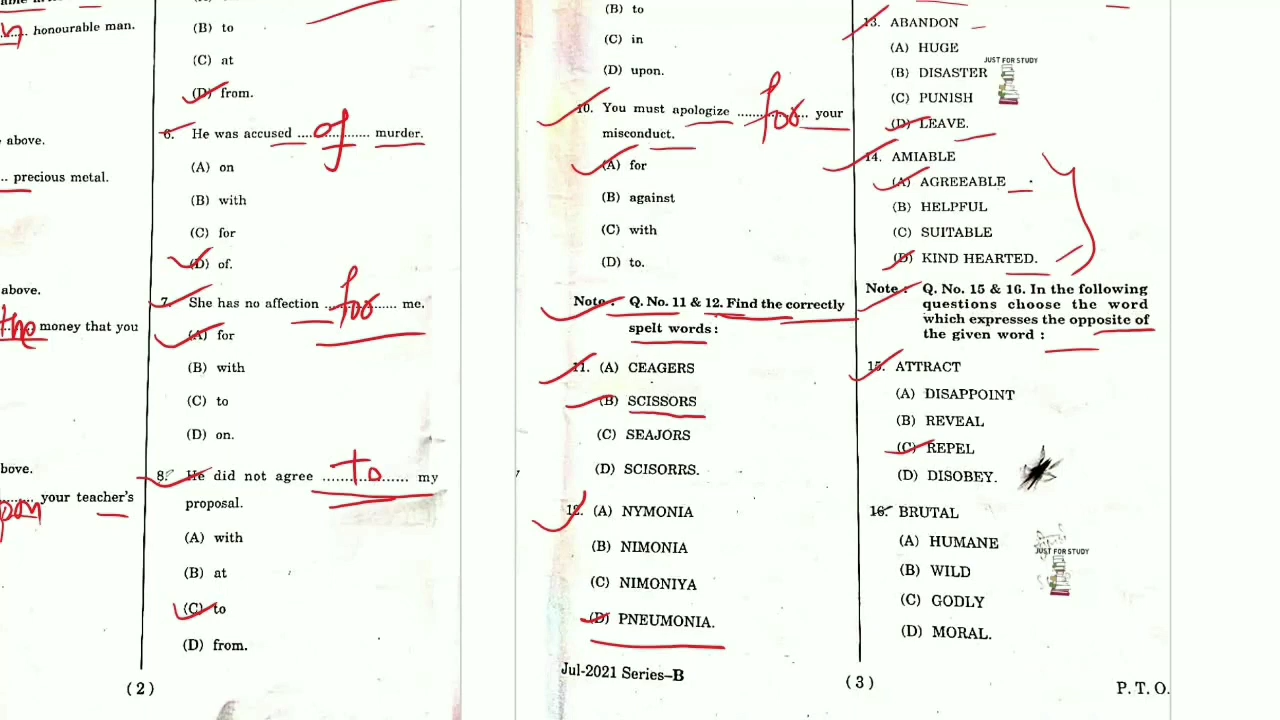 honourable man.
above.
... precious metal.
above.
the money that you
your teacher's
(B) to
(C) at
(D) from.
6. He was accused .....of..... murder.
(A) on
(B) with
(C) for
(D) of.
7. She has no affection .....for..... me.
(A) for
(B) with
(C) to
(D) on.
8. He did not agree .....to..... my
proposal.
(A) with
(B) at
(C) to
(D) from.
(2)
(B) to
(C) in
(D) upon.
10. You must apologize .....for..... your
misconduct.
(A) for
(B) against
(C) with
(D) to.
Note : Q. No. 11 & 12. Find the correctly
spelt words :
11. (A) CEAGERS
(B) SCISSORS
(C) SEAJORS
(D) SCISORRS.
12. (A) NYMONIA
(B) NIMONIA
(C) NIMONIYA
(D) PNEUMONIA.
Jul-2021 Series–B
(3)
13. ABANDON
(A) HUGE
(B) DISASTER
(C) PUNISH
(D) LEAVE.
JUST FOR STUDY
14. AMIABLE
(A) AGREEABLE
(B) HELPFUL
(C) SUITABLE
(D) KIND HEARTED.
Note : Q. No. 15 & 16. In the following
questions choose the word
which expresses the opposite of
the given word :
15. ATTRACT
(A) DISAPPOINT
(B) REVEAL
(C) REPEL
(D) DISOBEY.
16. BRUTAL
(A) HUMANE
(B) WILD
(C) GODLY
(D) MORAL.
JUST FOR STUDY
P. T. O.